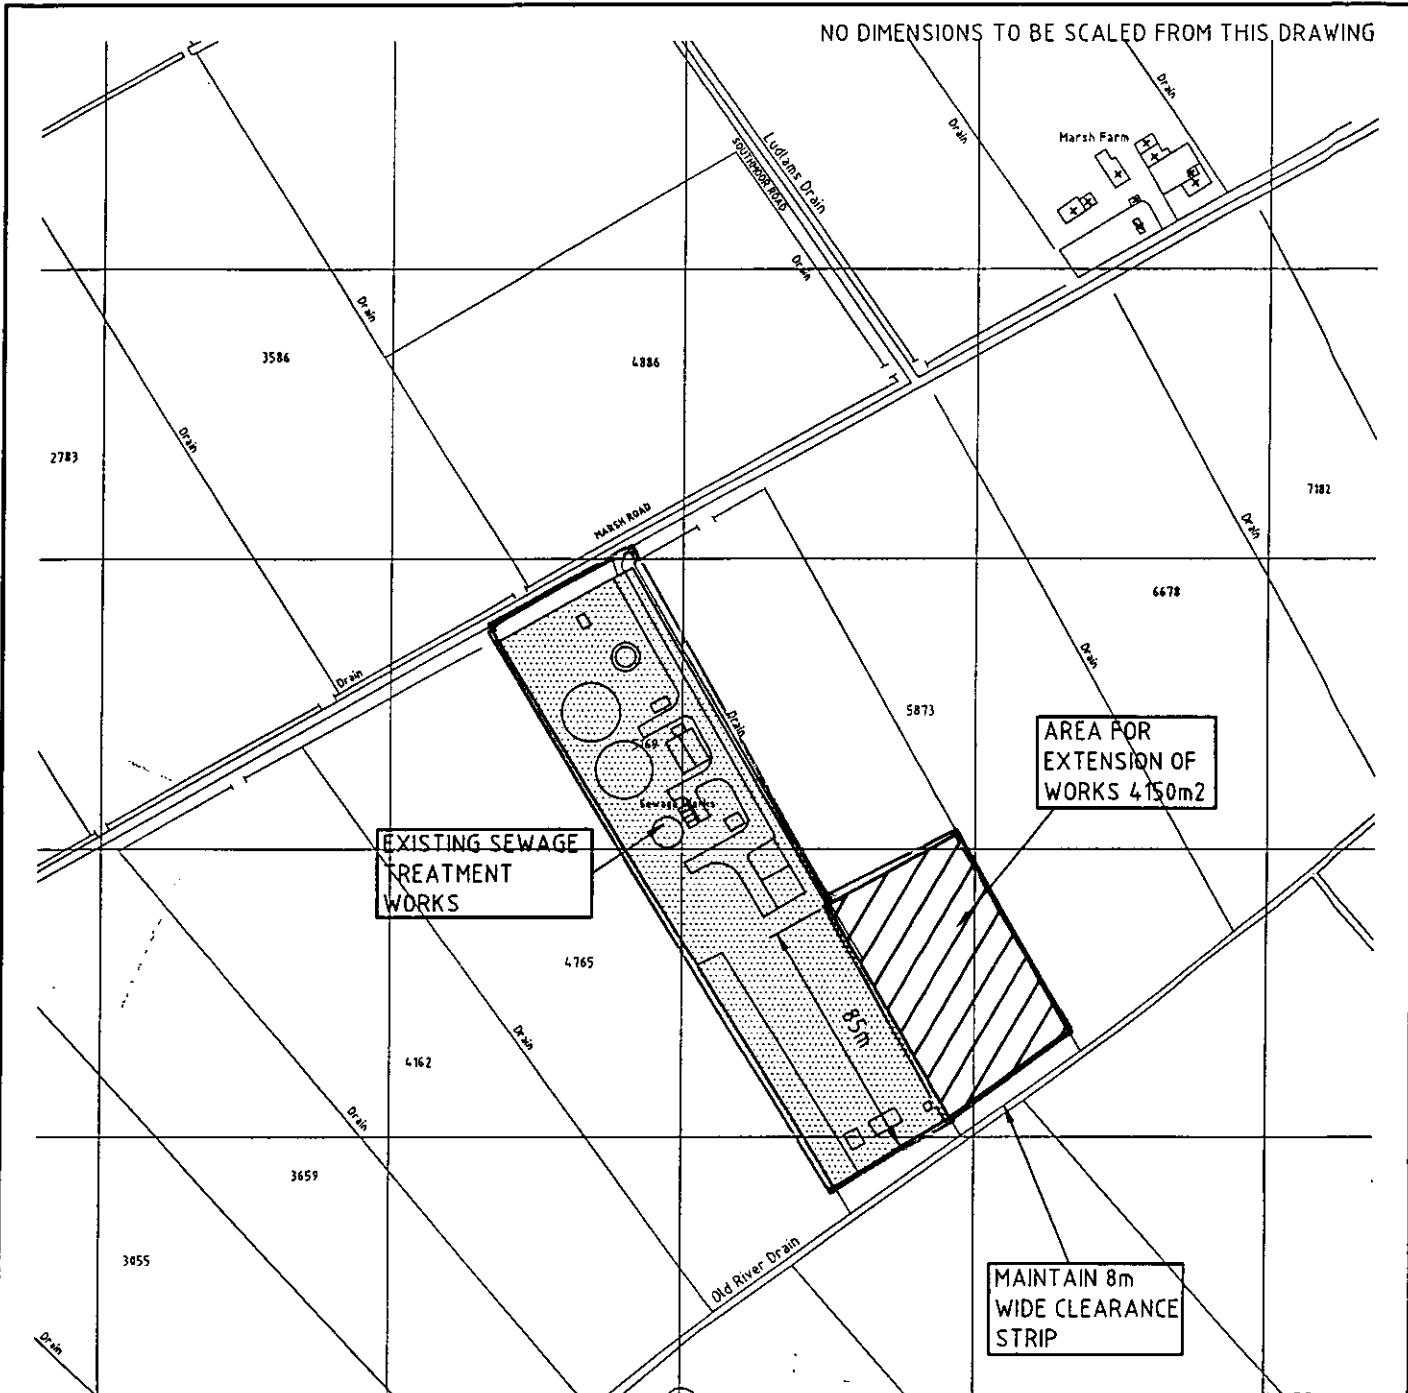 NO DIMENSIONS TO BE SCALED FROM THIS DRAWING
Drain
Drain
Marsh Farm
Ludlams Drain
SOUTHMOOR ROAD
Drain
Drain
3586
4886
Drain
2783
7182
MARSH ROAD
Drain
6678
Drain
Drain
Drain
5873
AREA FOR
EXTENSION OF
WORKS 4150m2
Sewage Works
EXISTING SEWAGE
TREATMENT
WORKS
4765
85m
Drain
4162
Drain
3659
3055
Old River Drain
MAINTAIN 8m
WIDE CLEARANCE
STRIP
Drain